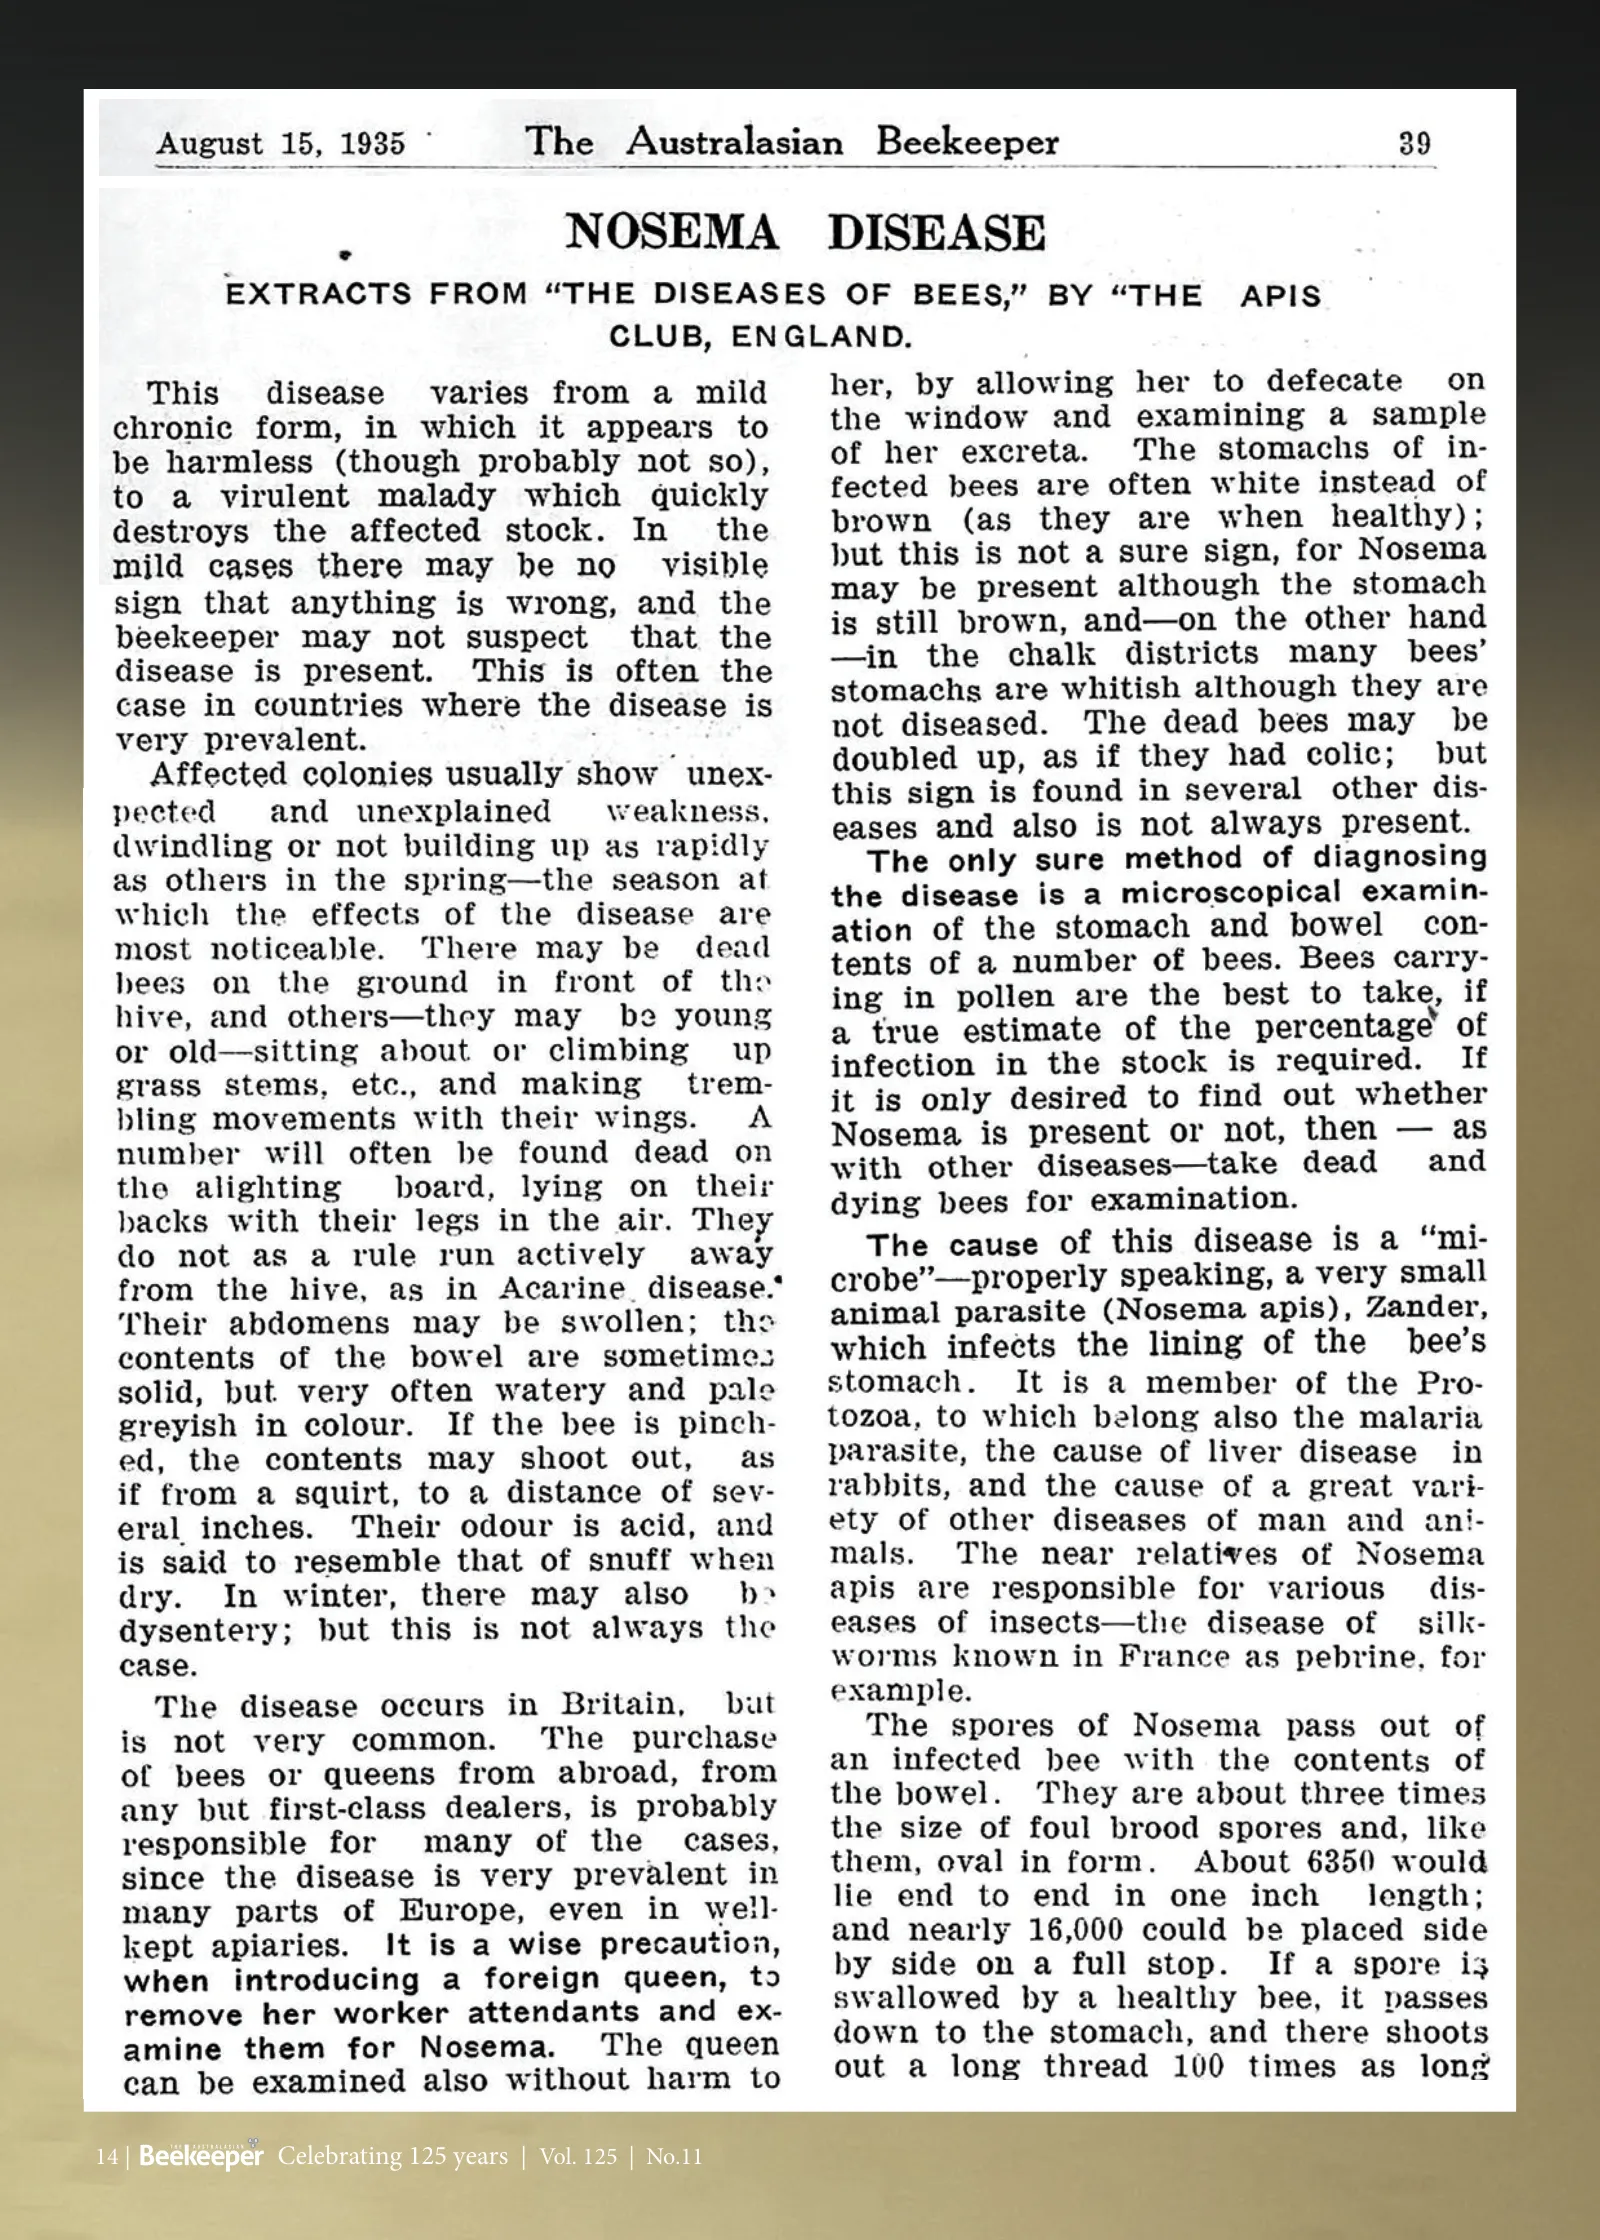 August 15, 1935 The Australasian Beekeeper 39
NOSEMA DISEASE
EXTRACTS FROM "THE DISEASES OF BEES," BY "THE APIS
CLUB, ENGLAND.
This disease varies from a mild
chronic form, in which it appears to
be harmless (though probably not so),
to a virulent malady which quickly
destroys the affected stock. In the
mild cases there may be no visible
sign that anything is wrong, and the
beekeeper may not suspect that the
disease is present. This is often the
case in countries where the disease is
very prevalent.
Affected colonies usually show unex-
pected and unexplained weakness,
dwindling or not building up as rapidly
as others in the spring—the season at
which the effects of the disease are
most noticeable. There may be dead
bees on the ground in front of the
hive, and others—they may be young
or old—sitting about or climbing up
grass stems, etc., and making trem-
bling movements with their wings. A
number will often be found dead on
the alighting board, lying on their
backs with their legs in the air. They
do not as a rule run actively away
from the hive, as in Acarine disease.
Their abdomens may be swollen; the
contents of the bowel are sometimes
solid, but very often watery and pale
greyish in colour. If the bee is pinch-
ed, the contents may shoot out, as
if from a squirt, to a distance of sev-
eral inches. Their odour is acid, and
is said to resemble that of snuff when
dry. In winter, there may also be
dysentery; but this is not always the
case.
The disease occurs in Britain, but
is not very common. The purchase
of bees or queens from abroad, from
any but first-class dealers, is probably
responsible for many of the cases,
since the disease is very prevalent in
many parts of Europe, even in well-
kept apiaries. It is a wise precaution,
when introducing a foreign queen, to
remove her worker attendants and ex-
amine them for Nosema. The queen
can be examined also without harm to
her, by allowing her to defecate on
the window and examining a sample
of her excreta. The stomachs of in-
fected bees are often white instead of
brown (as they are when healthy);
but this is not a sure sign, for Nosema
may be present although the stomach
is still brown, and—on the other hand
—in the chalk districts many bees'
stomachs are whitish although they are
not diseased. The dead bees may be
doubled up, as if they had colic; but
this sign is found in several other dis-
eases and also is not always present.
The only sure method of diagnosing
the disease is a microscopical examin-
ation of the stomach and bowel con-
tents of a number of bees. Bees carry-
ing in pollen are the best to take, if
a true estimate of the percentage of
infection in the stock is required. If
it is only desired to find out whether
Nosema is present or not, then — as
with other diseases—take dead and
dying bees for examination.
The cause of this disease is a "mi-
crobe"—properly speaking, a very small
animal parasite (Nosema apis), Zander,
which infects the lining of the bee's
stomach. It is a member of the Pro-
tozoa, to which belong also the malaria
parasite, the cause of liver disease in
rabbits, and the cause of a great vari-
ety of other diseases of man and ani-
mals. The near relatives of Nosema
apis are responsible for various dis-
eases of insects—the disease of silk-
worms known in France as pebrine, for
example.
The spores of Nosema pass out of
an infected bee with the contents of
the bowel. They are about three times
the size of foul brood spores and, like
them, oval in form. About 6350 would
lie end to end in one inch length;
and nearly 16,000 could be placed side
by side on a full stop. If a spore is
swallowed by a healthy bee, it passes
down to the stomach, and there shoots
out a long thread 100 times as long
14 | THE AUSTRALASIAN Beekeeper Celebrating 125 years | Vol. 125 | No.11